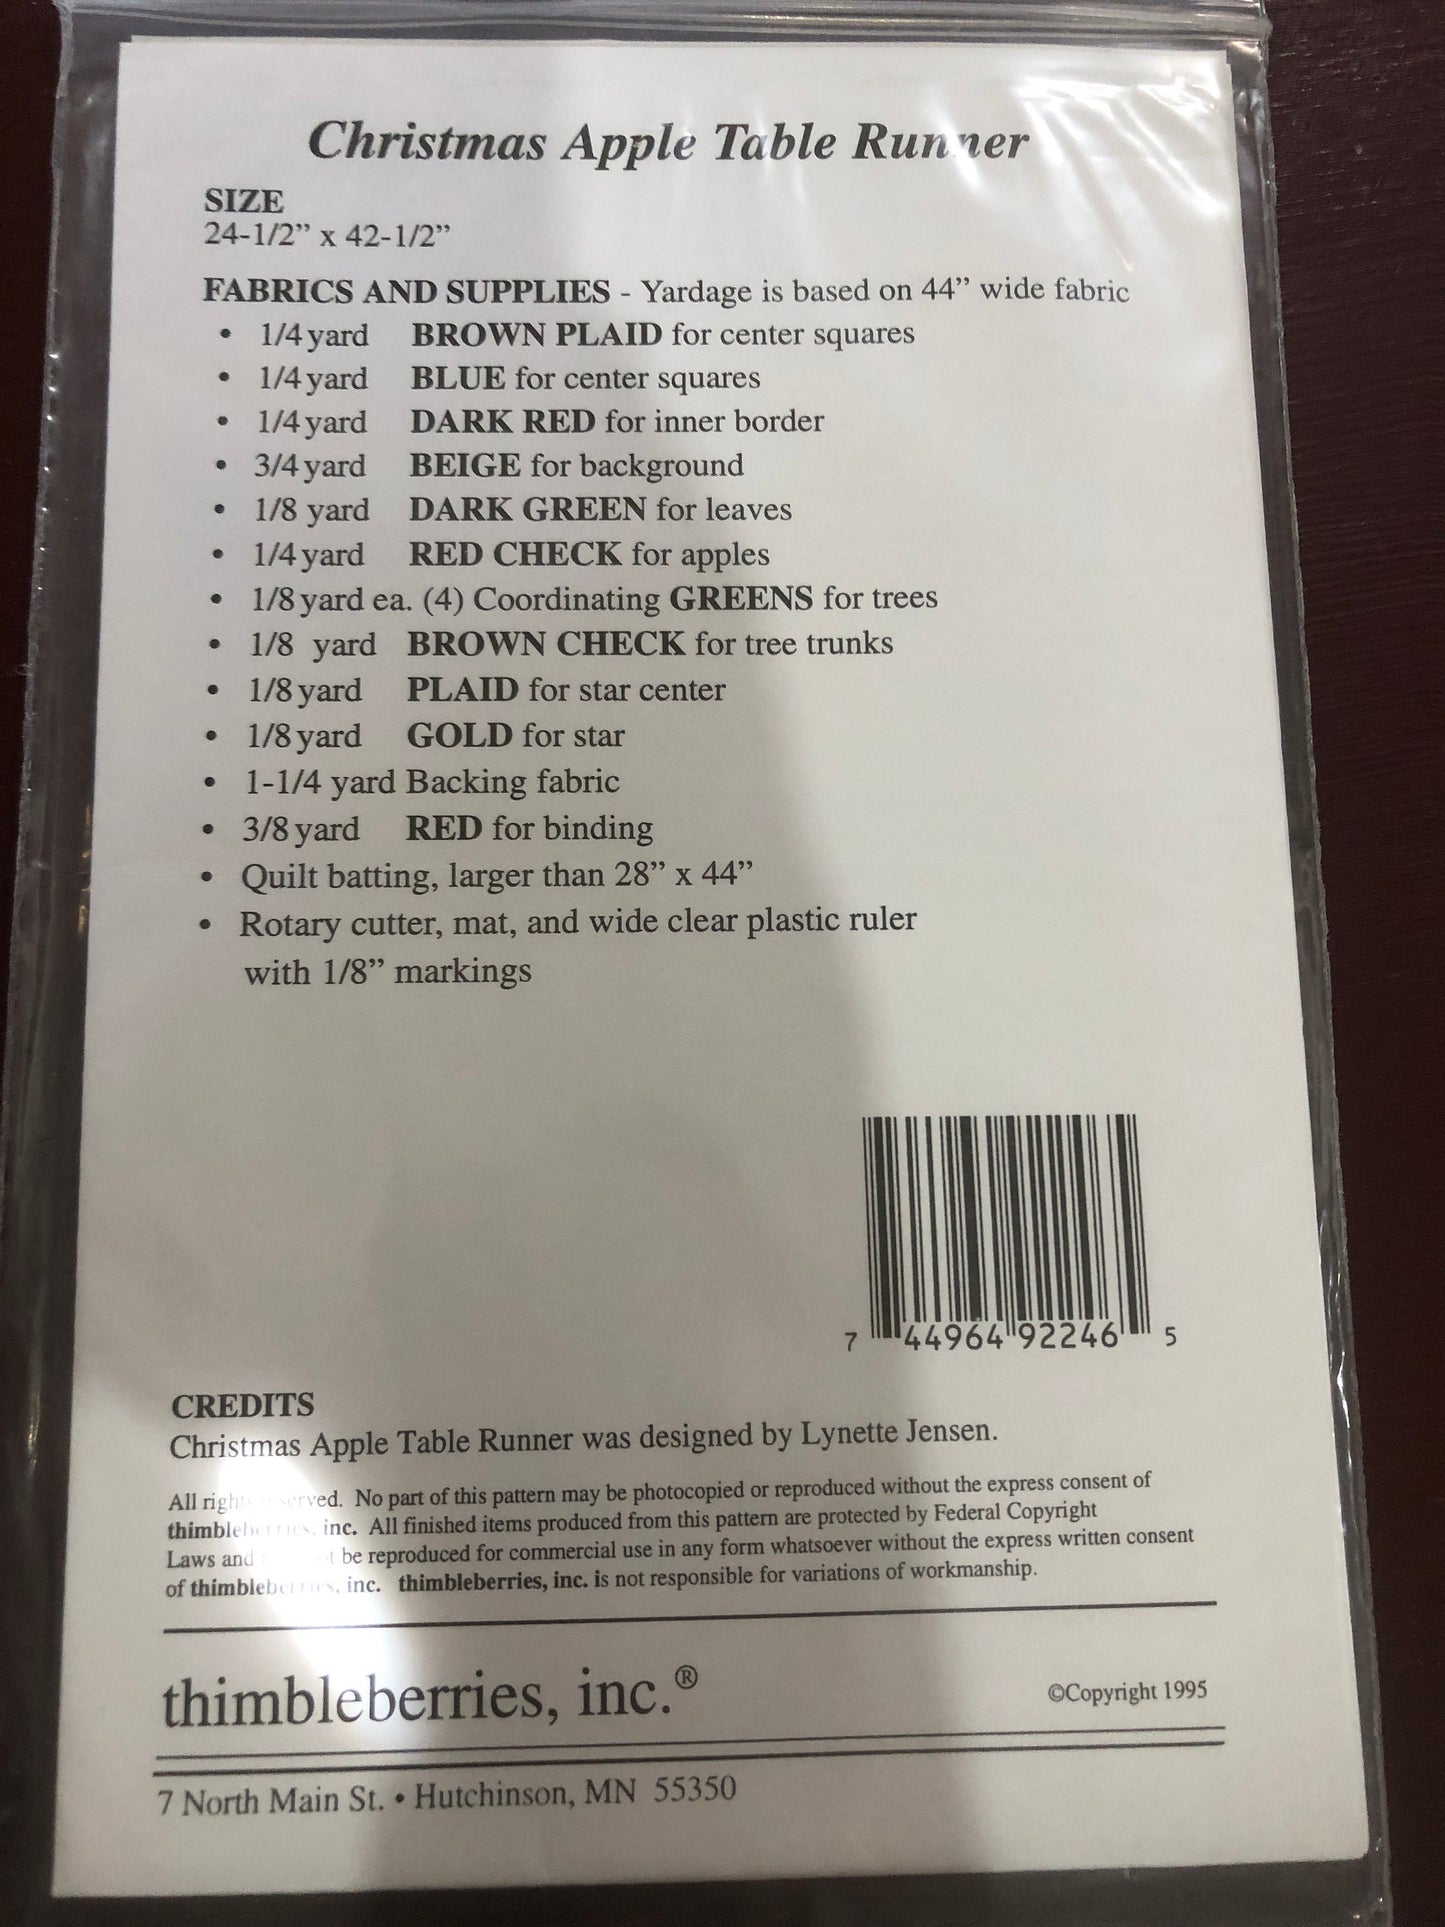 Christmas Apple Table Runner
SIZE
24-1/2” x 42-1/2”
FABRICS AND SUPPLIES - Yardage is based on 44” wide fabric
• 1/4 yard BROWN PLAID for center squares
• 1/4 yard BLUE for center squares
• 1/4 yard DARK RED for inner border
• 3/4 yard BEIGE for background
• 1/8 yard DARK GREEN for leaves
• 1/4 yard RED CHECK for apples
• 1/8 yard ea. (4) Coordinating GREENS for trees
• 1/8 yard BROWN CHECK for tree trunks
• 1/8 yard PLAID for star center
• 1/8 yard GOLD for star
• 1-1/4 yard Backing fabric
• 3/8 yard RED for binding
• Quilt batting, larger than 28” x 44”
• Rotary cutter, mat, and wide clear plastic ruler
with 1/8” markings
7 44964 92246 5
CREDITS
Christmas Apple Table Runner was designed by Lynette Jensen.
All rights reserved. No part of this pattern may be photocopied or reproduced without the express consent of
thimbleberries, inc. All finished items produced from this pattern are protected by Federal Copyright
Laws and be reproduced for commercial use in any form whatsoever without the express written consent
of thimbleberries, inc. thimbleberries, inc. is not responsible for variations of workmanship.
thimbleberries, inc.®
©Copyright 1995
7 North Main St. • Hutchinson, MN 55350